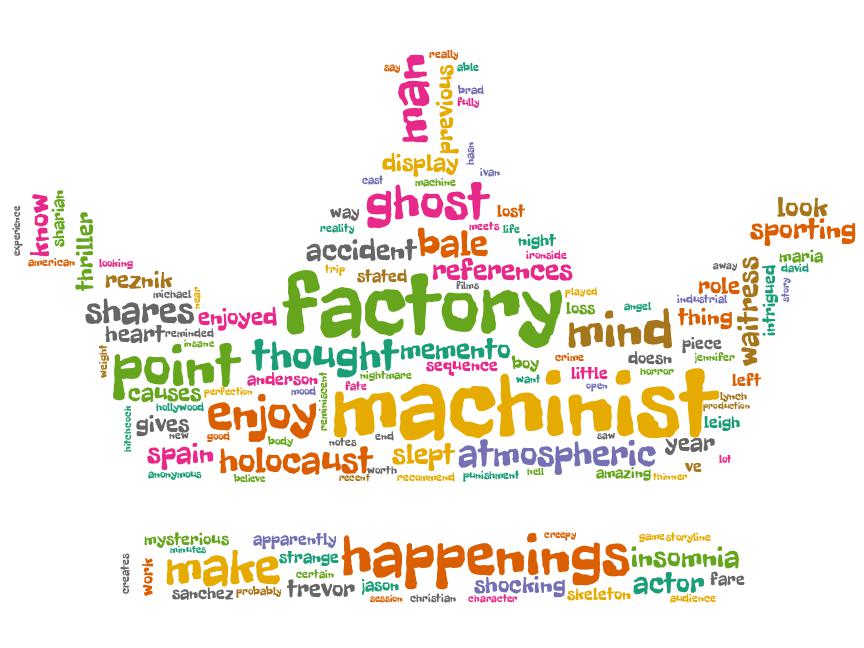 really
say
man
able
previous
brad
fully
hasn
display
ivan
cast
machine
ghost
way
lost
reality
meets
life
accident
bale
night
ironside
trip
stated
references
films
experience
know
sharian
thriller
american
looking
reznik
michael
near
shares
enjoyed
factory
played
loss
angel
heart
reminded
insane
look
sporting
maria
away
david
waitress
intrigued
story
role
industrial
thing
mind
piece
doesn
jennifer
horror
weight
point
thought
memento
sequence
boy
crime
want
little
open
left
anderson
nightmare
fate
mood
causes
perfection
reminiscent
hollywood
hitchcock
gives
new
good
enjoy
machinist
lynch
production
leigh
body
notes
end
saw
year
spain
holocaust
worth
slept
atmospheric
ve
lot
anonymous
believe
recent
recommend
punishment
hell
amazing
thinner
mysterious
minutes
apparently
strange
happenings
creepy
game
storyline
insomnia
creates
work
make
certain
sanchez
probably
trevor
jason
shocking
actor
fare
session
christian
character
skeleton
audience